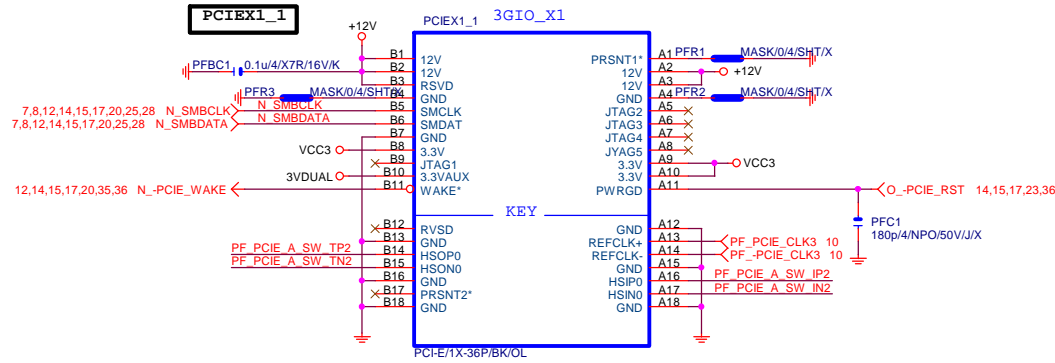 PCIEX1_1
PCIEX1_1 3GIO_X1
+12V
PFBC1 0.1u/4/X7R/16V/K
PFR3 MASK/0/4/SHT/X
7,8,12,14,15,17,20,25,28 N_SMBCLK N_SMBCLK
7,8,12,14,15,17,20,25,28 N_SMBDATA N_SMBDATA
VCC3
3VDUAL
12,14,15,17,20,35,36 N_-PCIE_WAKE
PF_PCIE_A_SW_TP2
PF_PCIE_A_SW_TN2
B1 12V
B2 12V
B3 RSVD
B4 GND
B5 SMCLK
B6 SMDAT
B7 GND
B8 3.3V
B9 JTAG1
B10 3.3VAUX
B11 WAKE*
KEY
B12 RVSD
B13 GND
B14 HSOP0
B15 HSON0
B16 GND
B17 PRSNT2*
B18 GND
PRSNT1* A1
12V A2
12V A3
GND A4
JTAG2 A5
JTAG3 A6
JTAG4 A7
JYAG5 A8
3.3V A9
3.3V A10
PWRGD A11
GND A12
REFCLK+ A13
REFCLK- A14
GND A15
HSIP0 A16
HSIN0 A17
GND A18
PFR1 MASK/0/4/SHT/X
+12V
PFR2 MASK/0/4/SHT/X
VCC3
O_-PCIE_RST 14,15,17,23,36
PFC1
180p/4/NPO/50V/J/X
PF_PCIE_CLK3 10
PF_-PCIE_CLK3 10
PF_PCIE_A_SW_IP2
PF_PCIE_A_SW_IN2
PCI-E/1X-36P/BK/OL